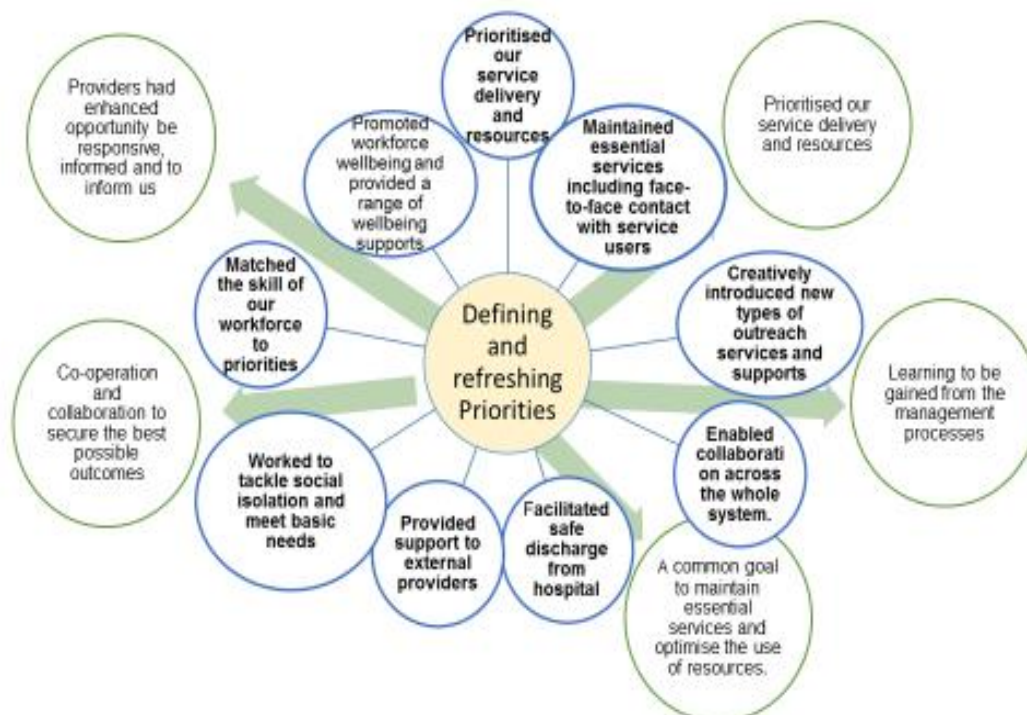 Prioritised
our
service
delivery
and
resources
Providers had
enhanced
opportunity be
responsive,
informed and to
inform us
Promoted
workforce
wellbeing and
provided a
range of
wellbeing
supports
Maintained
essential
services
including face-
to-face contact
with service
users
Prioritised our
service delivery
and resources
Matched
the skill of
our
workforce
to
priorities
Defining
and
refreshing
Priorities
Creatively
introduced new
types of
outreach
services and
supports
Co-operation
and
collaboration to
secure the best
possible
outcomes
Learning to be
gained from the
management
processes
Worked to
tackle social
isolation and
meet basic
needs
Provided
support to
external
providers
Facilitated
safe
discharge
from
hospital
Enabled
collaborati
on across
the whole
system.
A common goal
to maintain
essential
services and
optimise the use
of resources.